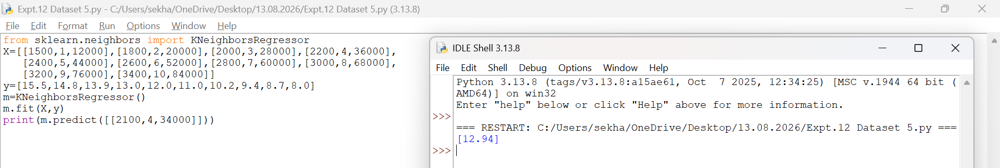 Expt.12 Dataset 5.py - C:/Users/sekha/OneDrive/Desktop/13.08.2026/Expt.12 Dataset 5.py (3.13.8)
File Edit Format Run Options Window Help
from sklearn.neighbors import KNeighborsRegressor
X=[[1500,1,12000],[1800,2,20000],[2000,3,28000],[2200,4,36000],
[2400,5,44000],[2600,6,52000],[2800,7,60000],[3000,8,68000],
[3200,9,76000],[3400,10,84000]]
y=[15.5,14.8,13.9,13.0,12.0,11.0,10.2,9.4,8.7,8.0]
m=KNeighborsRegressor()
m.fit(X,y)
print(m.predict([[2100,4,34000]]))
IDLE Shell 3.13.8
File Edit Shell Debug Options Window Help
Python 3.13.8 (tags/v3.13.8:a15ae61, Oct  7 2025, 12:34:25) [MSC v.1944 64 bit (
AMD64)] on win32
Enter "help" below or click "Help" above for more information.
>>>
=== RESTART: C:/Users/sekha/OneDrive/Desktop/13.08.2026/Expt.12 Dataset 5.py ===
[12.94]
>>>